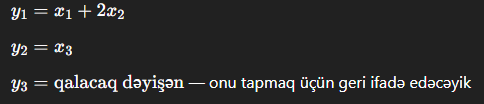 y₁ = x₁ + 2x₂
y₂ = x₃
y₃ = qalacaq dəyişən — onu tapmaq üçün geri ifadə edəcəyik